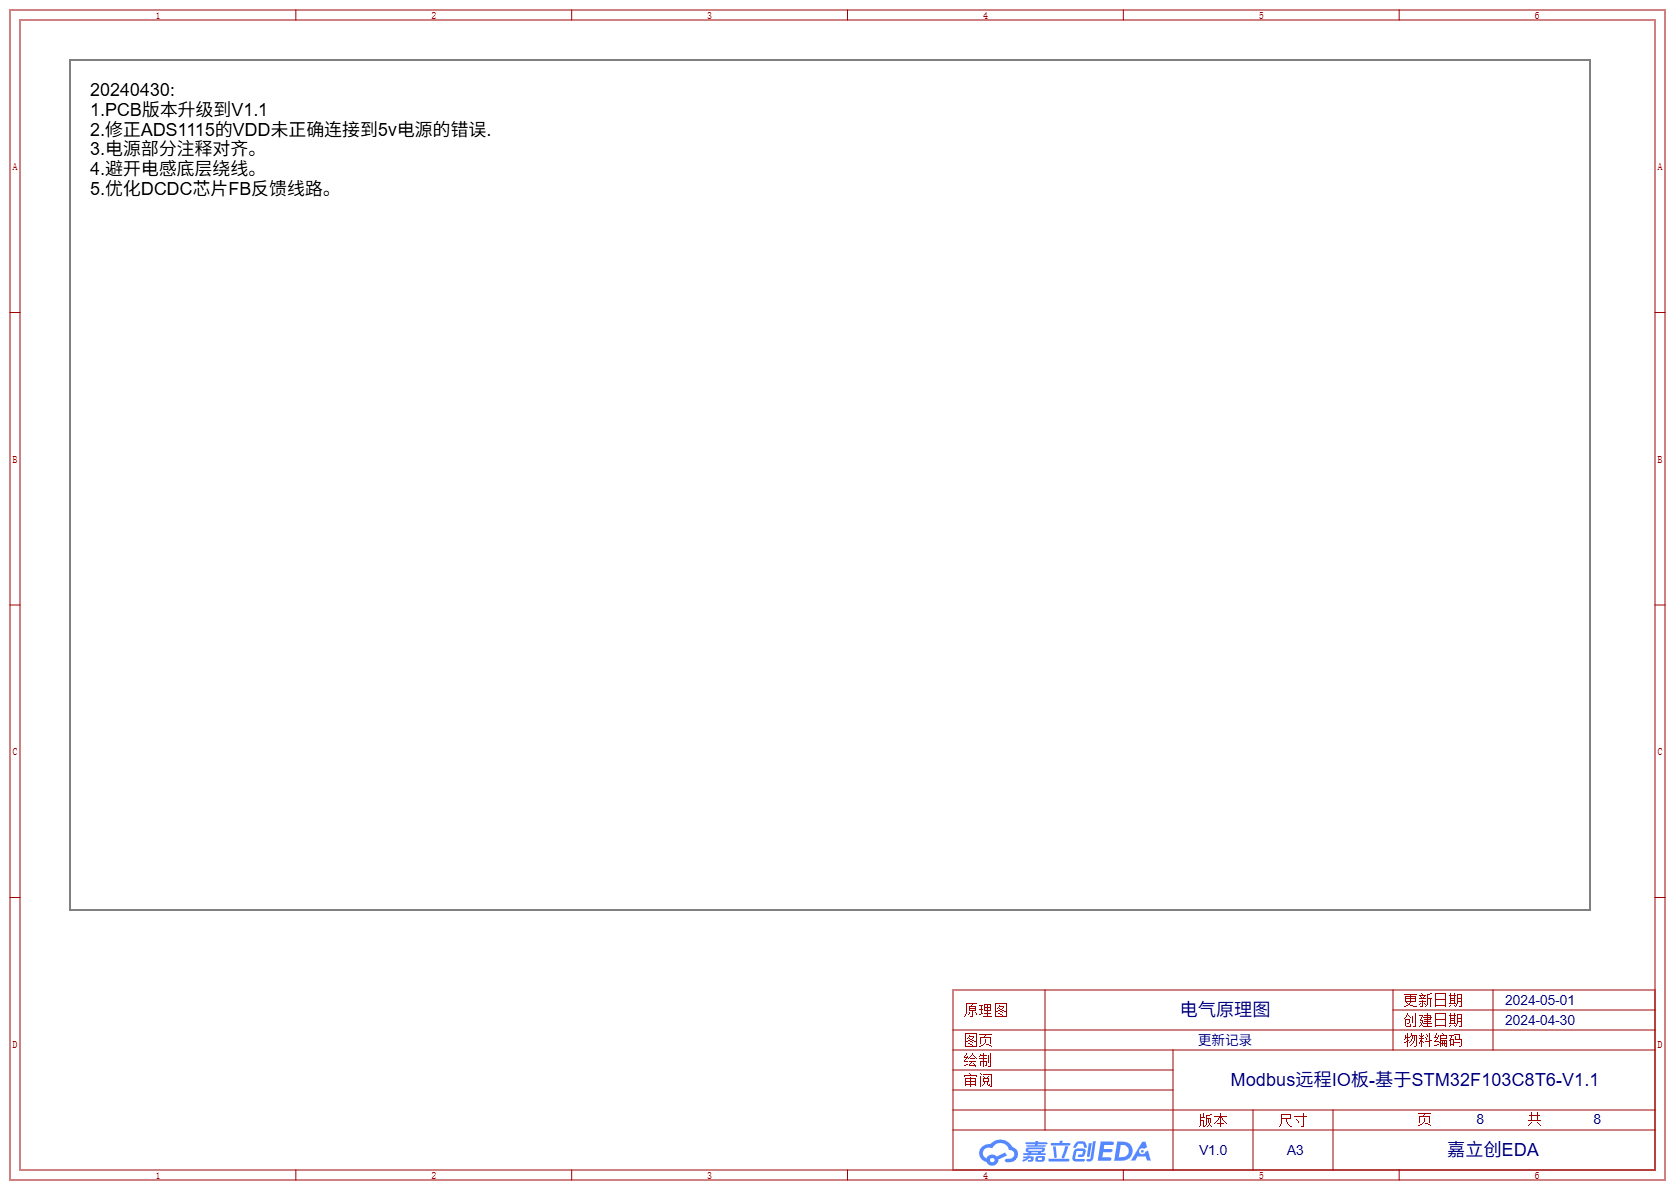 1 2 3 4 5 6
20240430:
1.PCB版本升级到V1.1
2.修正ADS1115的VDD未正确连接到5v电源的错误.
3.电源部分注释对齐。
4.避开电感底层绕线。
5.优化DCDC芯片FB反馈线路。
A A
B B
C C
D D
原理图 电气原理图 更新日期 2024-05-01
创建日期 2024-04-30
图页 更新记录 物料编码
绘制
审阅
Modbus远程IO板-基于STM32F103C8T6-V1.1
版本 尺寸 页 8 共 8
嘉立创EDA V1.0 A3 嘉立创EDA
1 2 3 4 5 6